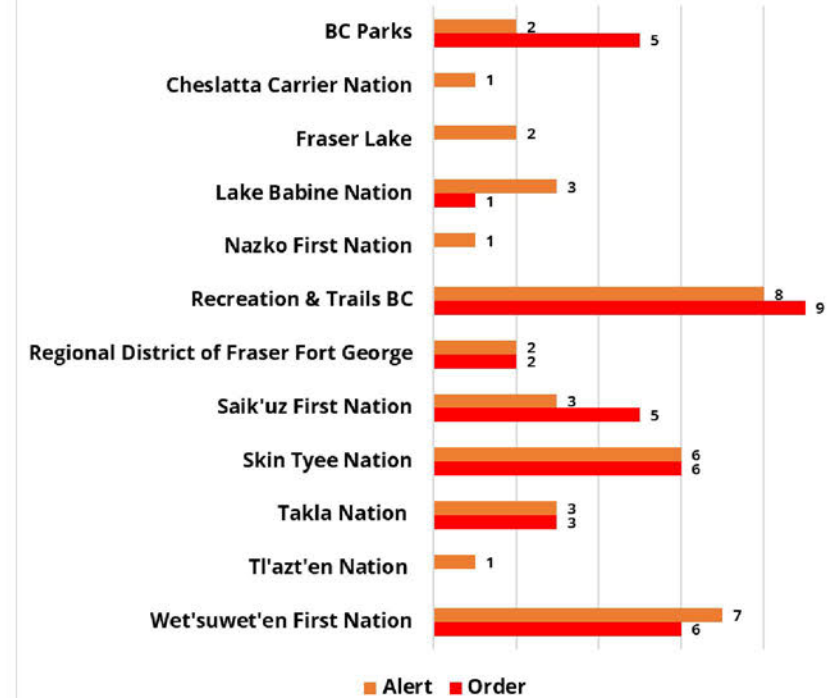 BC Parks
2
5
Cheslatta Carrier Nation
1
Fraser Lake
2
Lake Babine Nation
3
1
Nazko First Nation
1
Recreation & Trails BC
8
9
Regional District of Fraser Fort George
2
2
Saik'uz First Nation
3
5
Skin Tyee Nation
6
6
Takla Nation
3
3
Tl'azt'en Nation
1
Wet'suwet'en First Nation
7
6
Alert Order